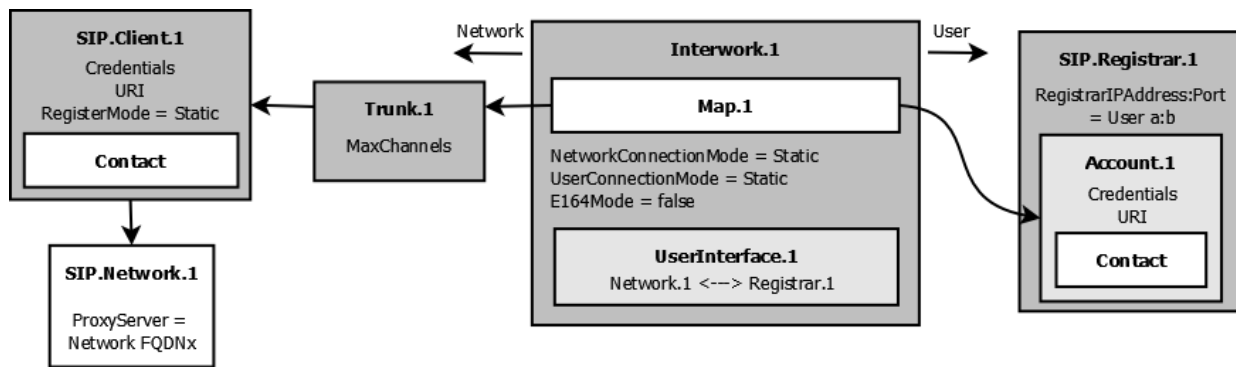 SIP.Client.1
Credentials
URI
RegisterMode = Static
Contact
SIP.Network.1
ProxyServer =
Network FQDNx
Trunk.1
MaxChannels
Network
User
Interwork.1
Map.1
NetworkConnectionMode = Static
UserConnectionMode = Static
E164Mode = false
UserInterface.1
Network.1 <---> Registrar.1
SIP.Registrar.1
RegistrarIPAddress:Port
= User a:b
Account.1
Credentials
URI
Contact